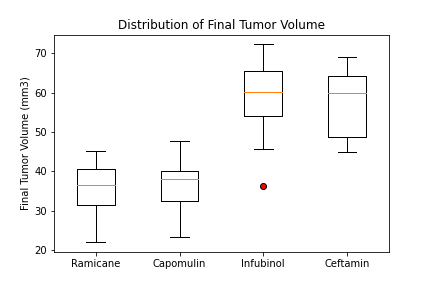 Distribution of Final Tumor Volume
Final Tumor Volume (mm3)
70
60
50
40
30
20
Ramicane Capomulin Infubinol Ceftamin